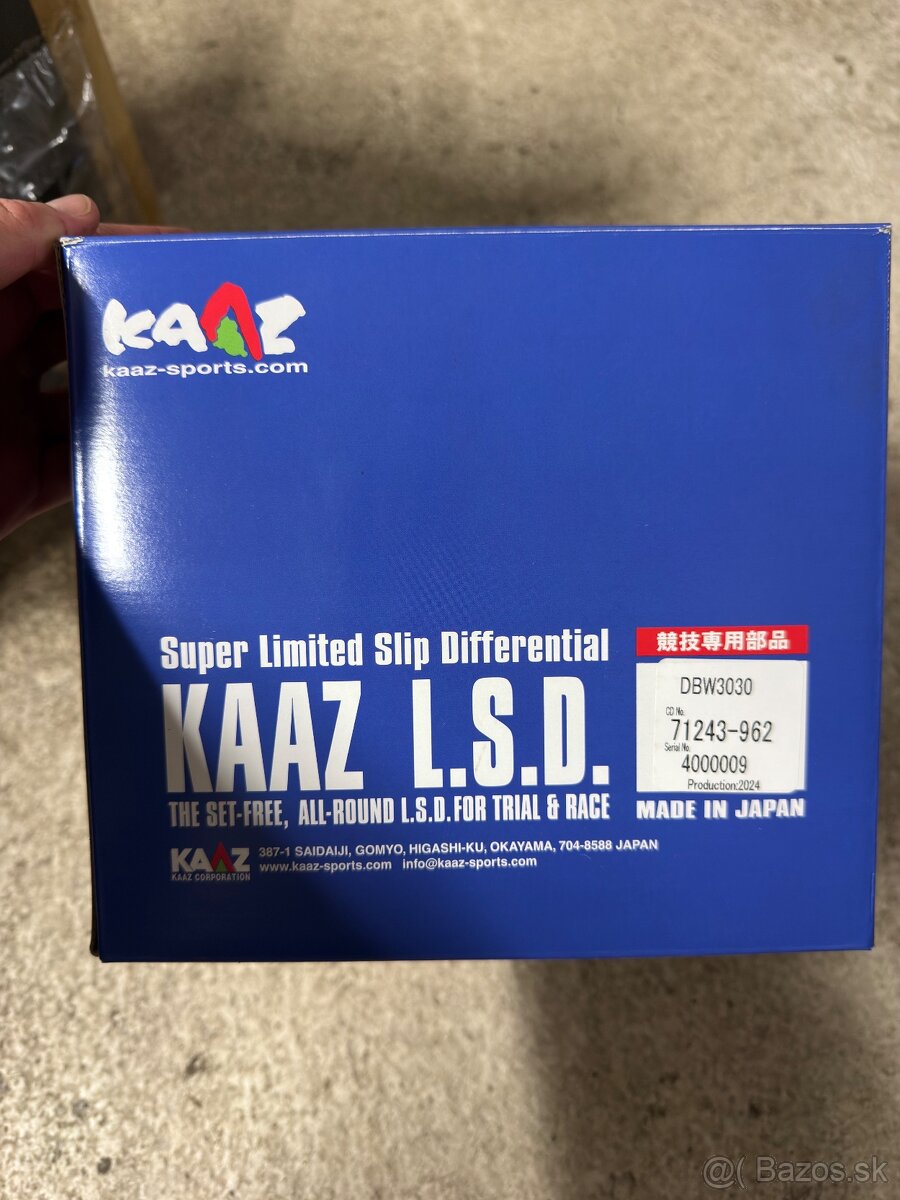 KAAZ
kaaz-sports.com
Super Limited Slip Differential
KAAZ L.S.D.
THE SET-FREE, ALL-ROUND L.S.D. FOR TRIAL & RACE
競技専用部品
DBW3030
CD No.
71243-962
Serial No.
4000009
Production:2024
MADE IN JAPAN
KAAZ
KAAZ CORPORATION
387-1 SAIDAIJI, GOMYO, HIGASHI-KU, OKAYAMA, 704-8588 JAPAN
www.kaaz-sports.com info@kaaz-sports.com
@( Bazos.sk